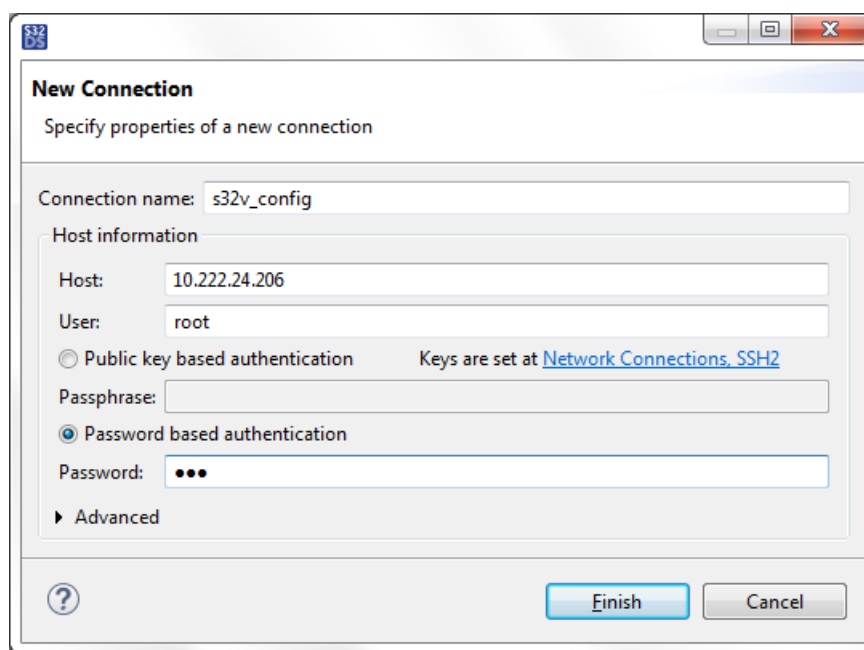 S32
DS
New Connection
Specify properties of a new connection
Connection name: s32v_config
Host information
Host: 10.222.24.206
User: root
Public key based authentication Keys are set at Network Connections, SSH2
Passphrase:
Password based authentication
Password: ●●●
Advanced
? Finish Cancel